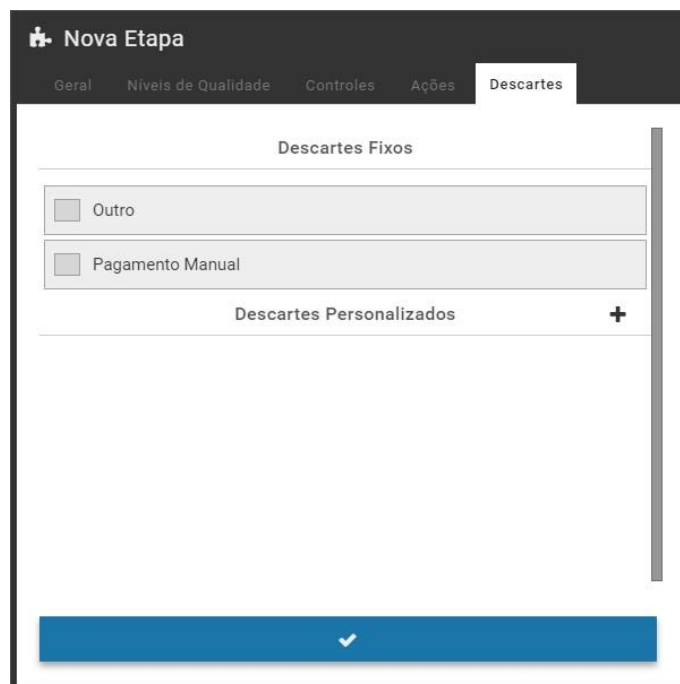 Nova Etapa
Geral Níveis de Qualidade Controles Ações Descartes
Descartes Fixos
Outro
Pagamento Manual
Descartes Personalizados